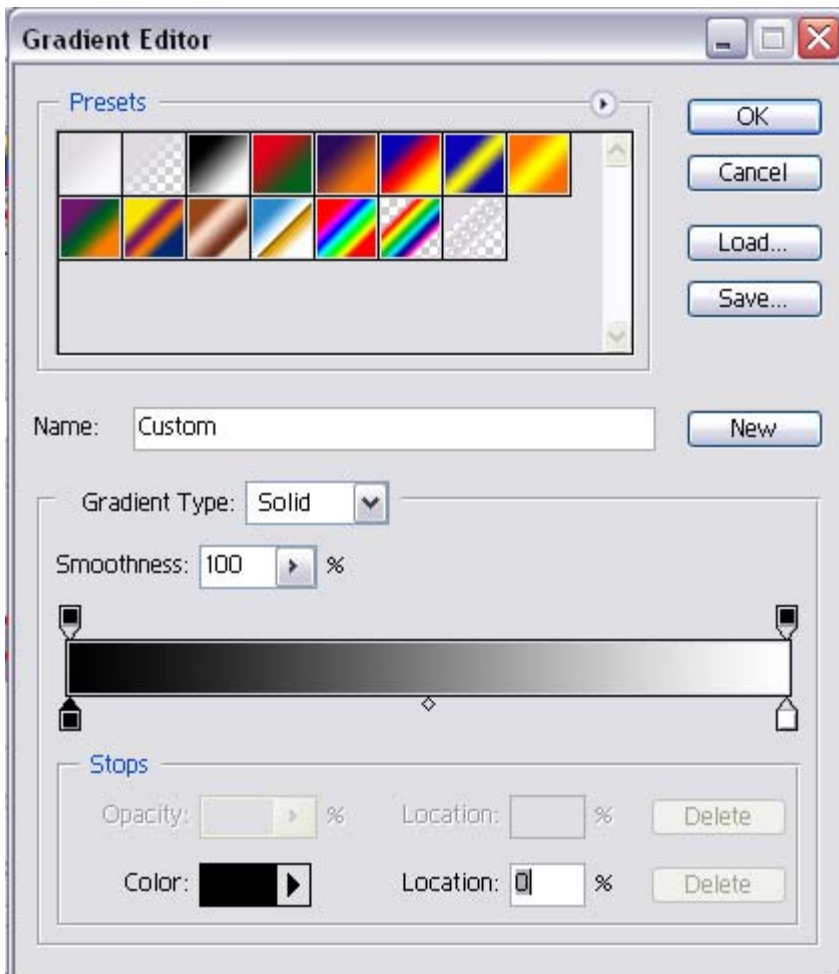 Gradient Editor
Presets
OK
Cancel
Load...
Save...
Name: Custom
New
Gradient Type: Solid
Smoothness: 100 %
Stops
Opacity: % Location: % Delete
Color: Location: 0 % Delete